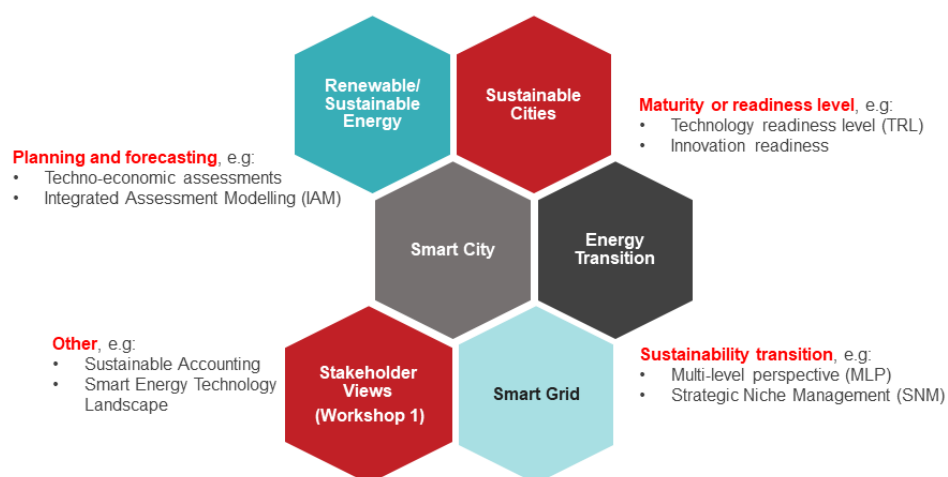 Renewable/
Sustainable
Energy
Sustainable
Cities
Maturity or readiness level, e.g:
• Technology readiness level (TRL)
• Innovation readiness
Planning and forecasting, e.g:
• Techno-economic assessments
• Integrated Assessment Modelling (IAM)
Smart City
Energy
Transition
Other, e.g:
• Sustainable Accounting
• Smart Energy Technology
Landscape
Stakeholder
Views
(Workshop 1)
Smart Grid
Sustainability transition, e.g:
• Multi-level perspective (MLP)
• Strategic Niche Management (SNM)